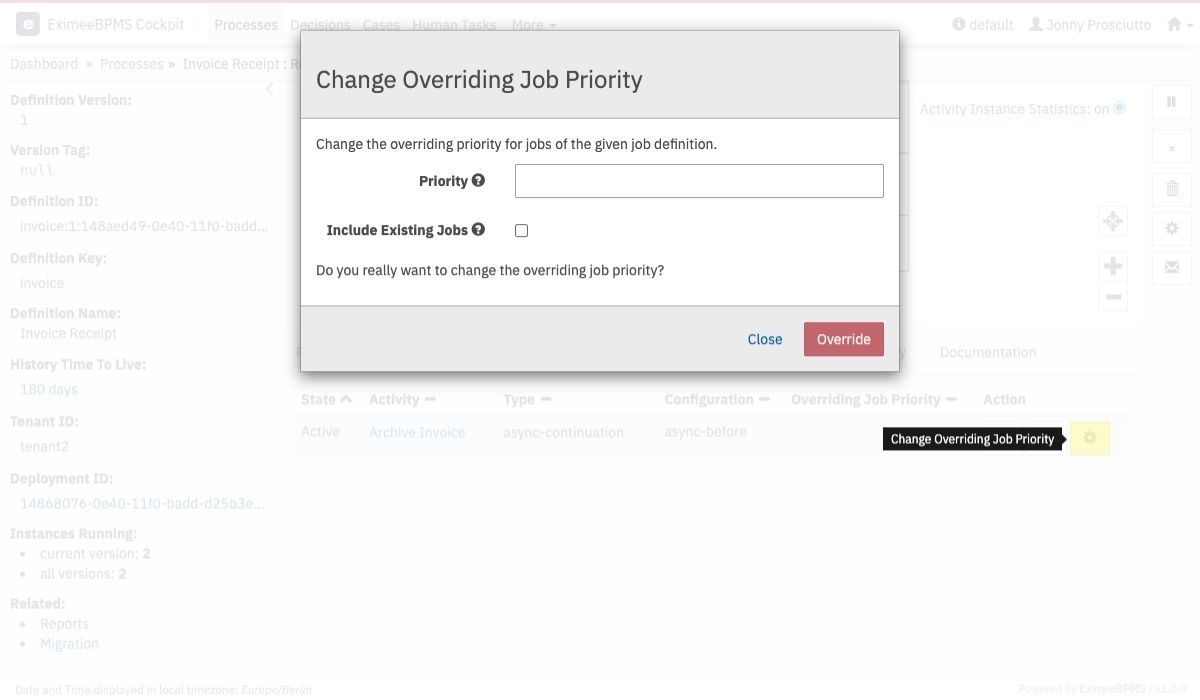 e EximeeBPMS Cockpit Processes Decisions Cases Human Tasks More default Jonny Prosciutto
Dashboard » Processes » Invoice Receipt :
Change Overriding Job Priority
Change the overriding priority for jobs of the given job definition.
Priority
Include Existing Jobs
Do you really want to change the overriding job priority?
Close Override
Definition Version:
1
Version Tag:
null
Definition ID:
invoice:1:148aed49-0e40-11f0-badd...
Definition Key:
invoice
Definition Name:
Invoice Receipt
History Time To Live:
180 days
Tenant ID:
tenant2
Deployment ID:
14868076-0e40-11f0-badd-d25b3e...
Instances Running:
• current version: 2
• all versions: 2
Related:
• Reports
• Migration
Activity Instance Statistics: on
Documentation
State Activity Type Configuration Overriding Job Priority Action
Active Archive Invoice async-continuation async-before
Change Overriding Job Priority
Date and Time displayed in local timezone: Europe/Berlin
Powered by EximeeBPMS / v1.0.0